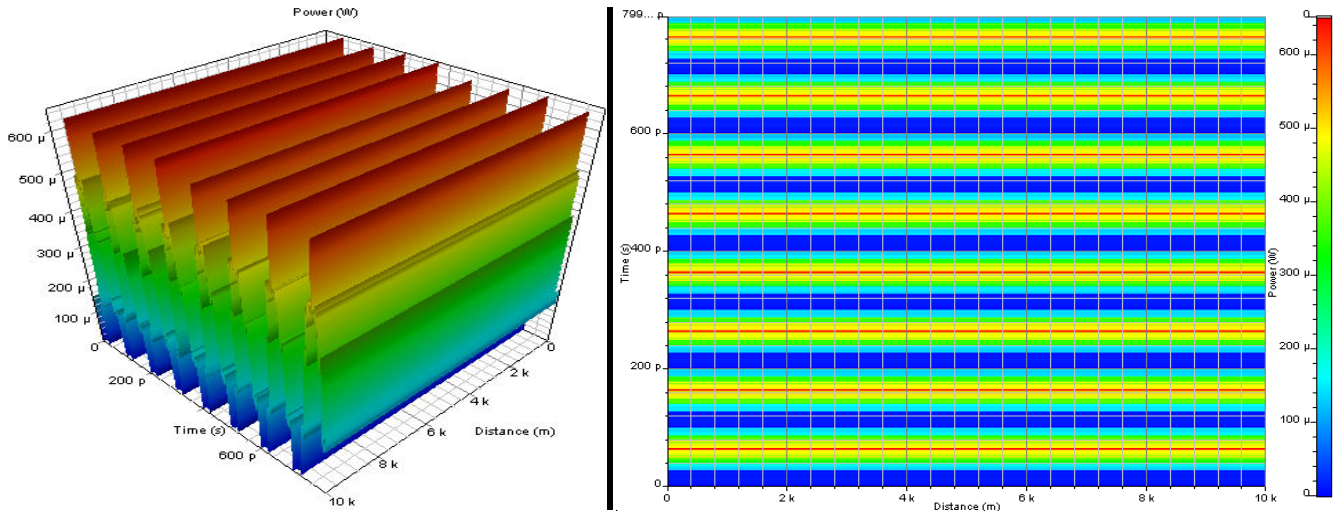 Power (W)
600 µ
500 µ
400 µ
300 µ
200 µ
100 µ
0
200 p
Time (s)
600 p
0
2 k
4 k
6 k
8 k
10 k
Distance (m)
799... p
600 p
400 p
200 p
0
Time (s)
0
2 k
4 k
6 k
8 k
10 k
Distance (m)
0
600 µ
500 µ
400 µ
300 µ
200 µ
100 µ
0
Power (W)